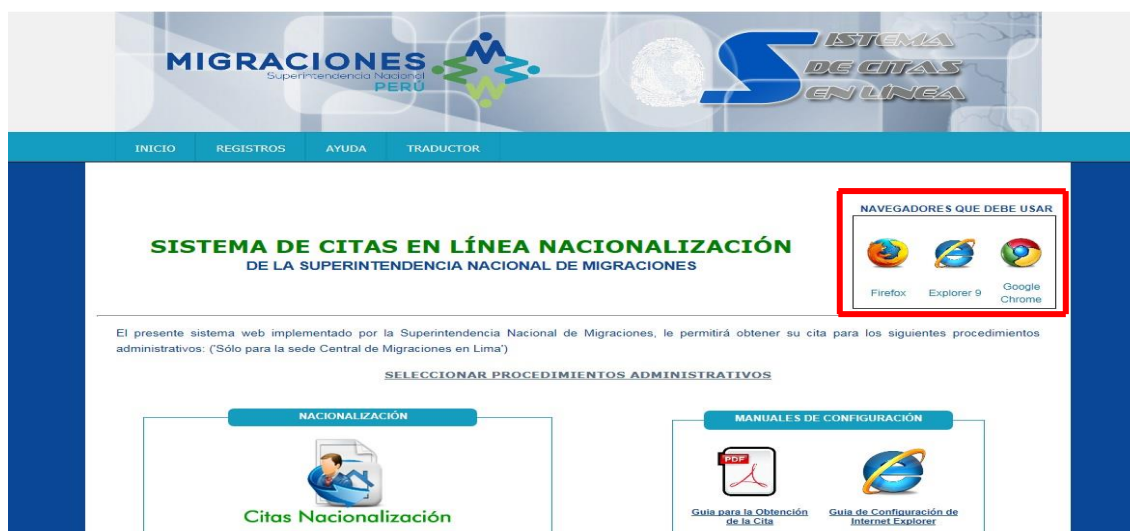 MIGRACIONES
Superintendencia Nacional
PERÚ
SISTEMA
DE CITAS
EN LÍNEA
INICIO REGISTROS AYUDA TRADUCTOR
NAVEGADORES QUE DEBE USAR
Firefox Explorer 9 Google Chrome
SISTEMA DE CITAS EN LÍNEA NACIONALIZACIÓN
DE LA SUPERINTENDENCIA NACIONAL DE MIGRACIONES
El presente sistema web implementado por la Superintendencia Nacional de Migraciones, le permitirá obtener su cita para los siguientes procedimientos
administrativos: ('Sólo para la sede Central de Migraciones en Lima')
SELECCIONAR PROCEDIMIENTOS ADMINISTRATIVOS
NACIONALIZACIÓN
Citas Nacionalización
MANUALES DE CONFIGURACIÓN
PDF
Guia para la Obtención
de la Cita
Guia de Configuración de
Internet Explorer